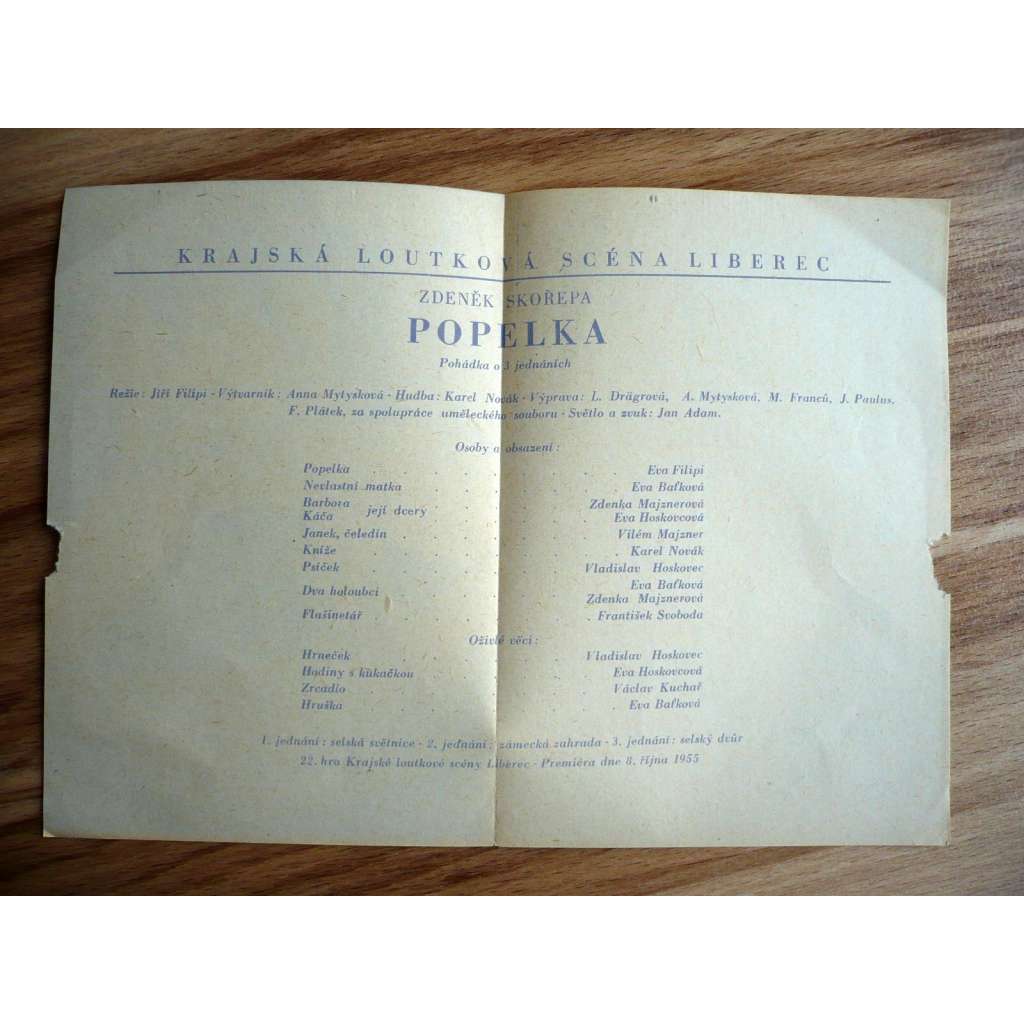 KRAJSKÁ LOUTKOVÁ SCÉNA LIBEREC
ZDENĚK SKOŘEPA
POPELKA
Pohádka o 3 jednáních
Režie: Jiří Filipi · Výtvarník: Anna Mytysková · Hudba: Karel Novák · Výprava: L. Drägrová, A. Mytysková, M. Franců, J. Paulus,
F. Plátek, za spolupráce uměleckého souboru · Světlo a zvuk: Jan Adam.
Osoby a obsazení:
Popelka Eva Filipi
Nevlastní matka Eva Baťková
Barbora Zdenka Majznerová
její dcery
Káča Eva Hoskovcová
Janek, čeledín Vilém Majzner
Kníže Karel Novák
Psíček Vladislav Hoskovec
Dva holoubci Eva Baťková
Zdenka Majznerová
Flašinetář František Svoboda
Oživlé věci:
Hrneček Vladislav Hoskovec
Hodiny s kukačkou Eva Hoskovcová
Zrcadlo Václav Kuchař
Hruška Eva Baťková
1. jednání: selská světnice · 2. jednání: zámecká zahrada · 3. jednání: selský dvůr
22. hra Krajské loutkové scény Liberec · Premiéra dne 8. října 1955